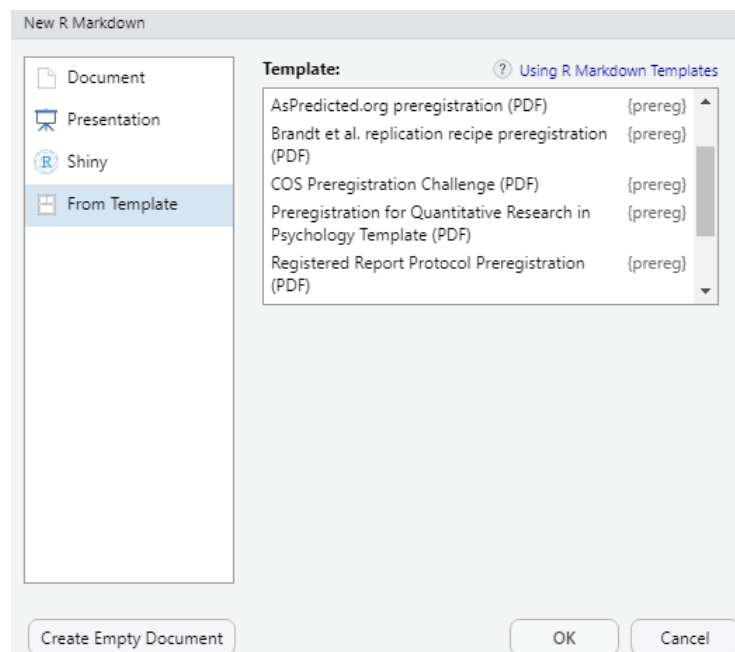 New R Markdown
Document
Presentation
R Shiny
From Template
Template:
? Using R Markdown Templates
AsPredicted.org preregistration (PDF) {prereg}
Brandt et al. replication recipe preregistration {prereg}
(PDF)
COS Preregistration Challenge (PDF) {prereg}
Preregistration for Quantitative Research in {prereg}
Psychology Template (PDF)
Registered Report Protocol Preregistration {prereg}
(PDF)
Create Empty Document
OK
Cancel